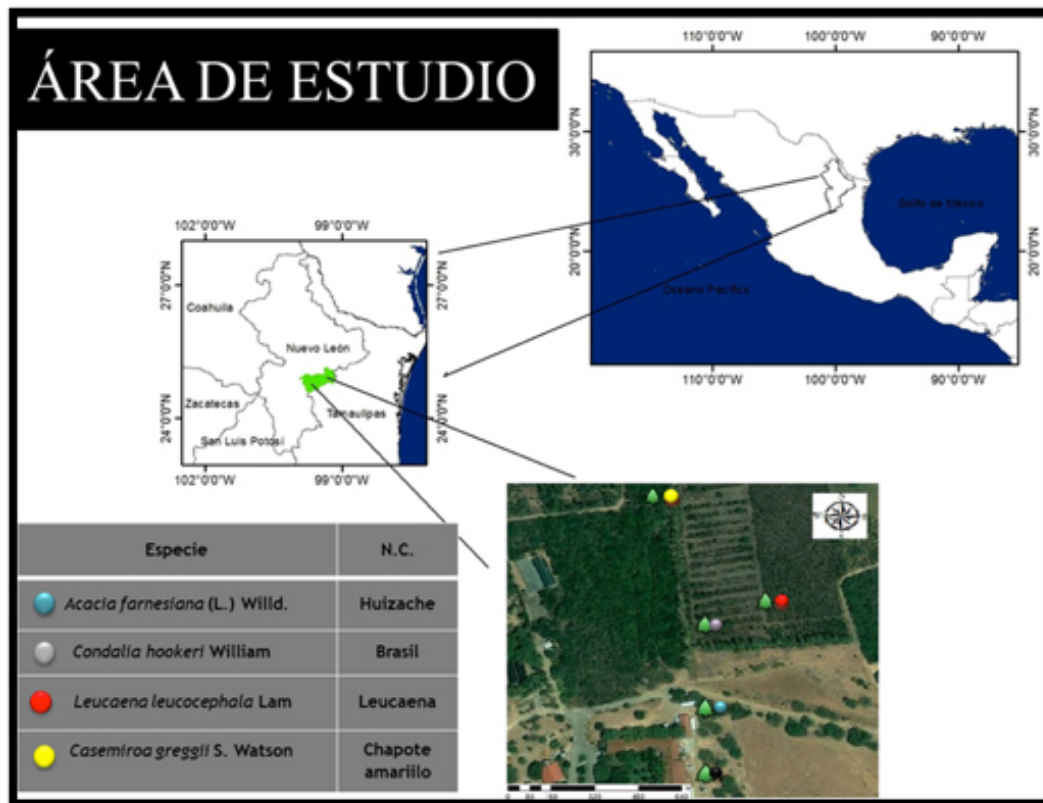 ÁREA DE ESTUDIO
110°0'0"W 100°0'0"W 90°0'0"W
30°0'0"N
30°0'0"N
Golfo de México
20°0'0"N
20°0'0"N
Océano Pacífico
110°0'0"W 100°0'0"W 90°0'0"W
102°0'0"W 99°0'0"W
27°0'0"N
27°0'0"N
Coahuila
Nuevo León
Zacatecas
Tamaulipas
San Luis Potosí
24°0'0"N
24°0'0"N
102°0'0"W 99°0'0"W
Especie N.C.
Acacia farnesiana (L.) Willd. Huizache
Condalia hookeri William Brasil
Leucaena leucocephala Lam Leucaena
Casemiroa greggii S. Watson Chapote
amariilo